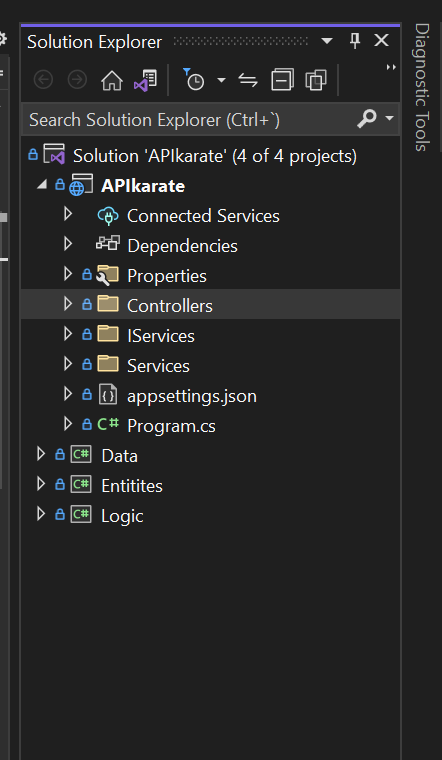 Solution Explorer
Search Solution Explorer (Ctrl+`)
Solution 'APIkarate' (4 of 4 projects)
APIkarate
Connected Services
Dependencies
Properties
Controllers
IServices
Services
appsettings.json
C# Program.cs
C# Data
C# Entitites
C# Logic
Diagnostic Tools